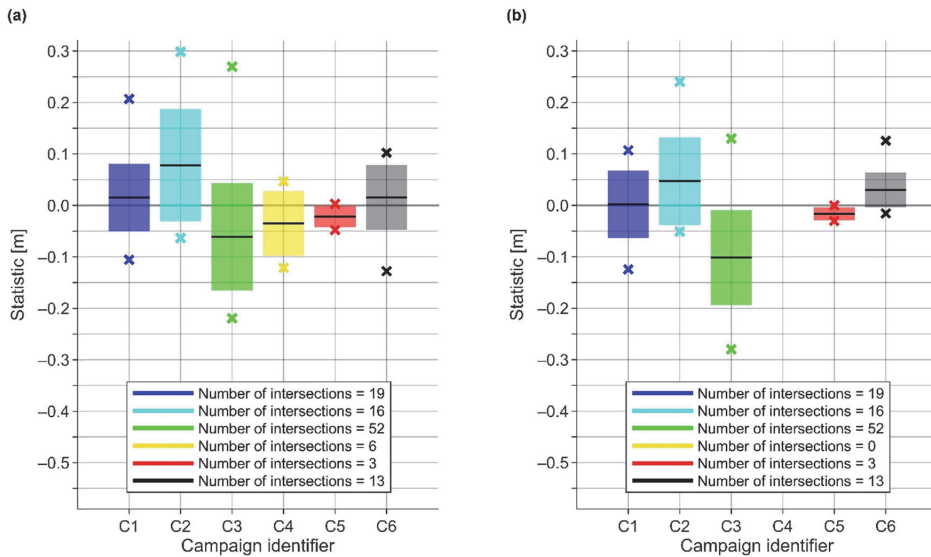 (a)
Statistic [m]
0.3
0.2
0.1
0.0
–0.1
–0.2
–0.3
–0.4
–0.5
Number of intersections = 19
Number of intersections = 16
Number of intersections = 52
Number of intersections = 6
Number of intersections = 3
Number of intersections = 13
C1 C2 C3 C4 C5 C6
Campaign identifier
(b)
Statistic [m]
0.3
0.2
0.1
0.0
–0.1
–0.2
–0.3
–0.4
–0.5
Number of intersections = 19
Number of intersections = 16
Number of intersections = 52
Number of intersections = 0
Number of intersections = 3
Number of intersections = 13
C1 C2 C3 C4 C5 C6
Campaign identifier